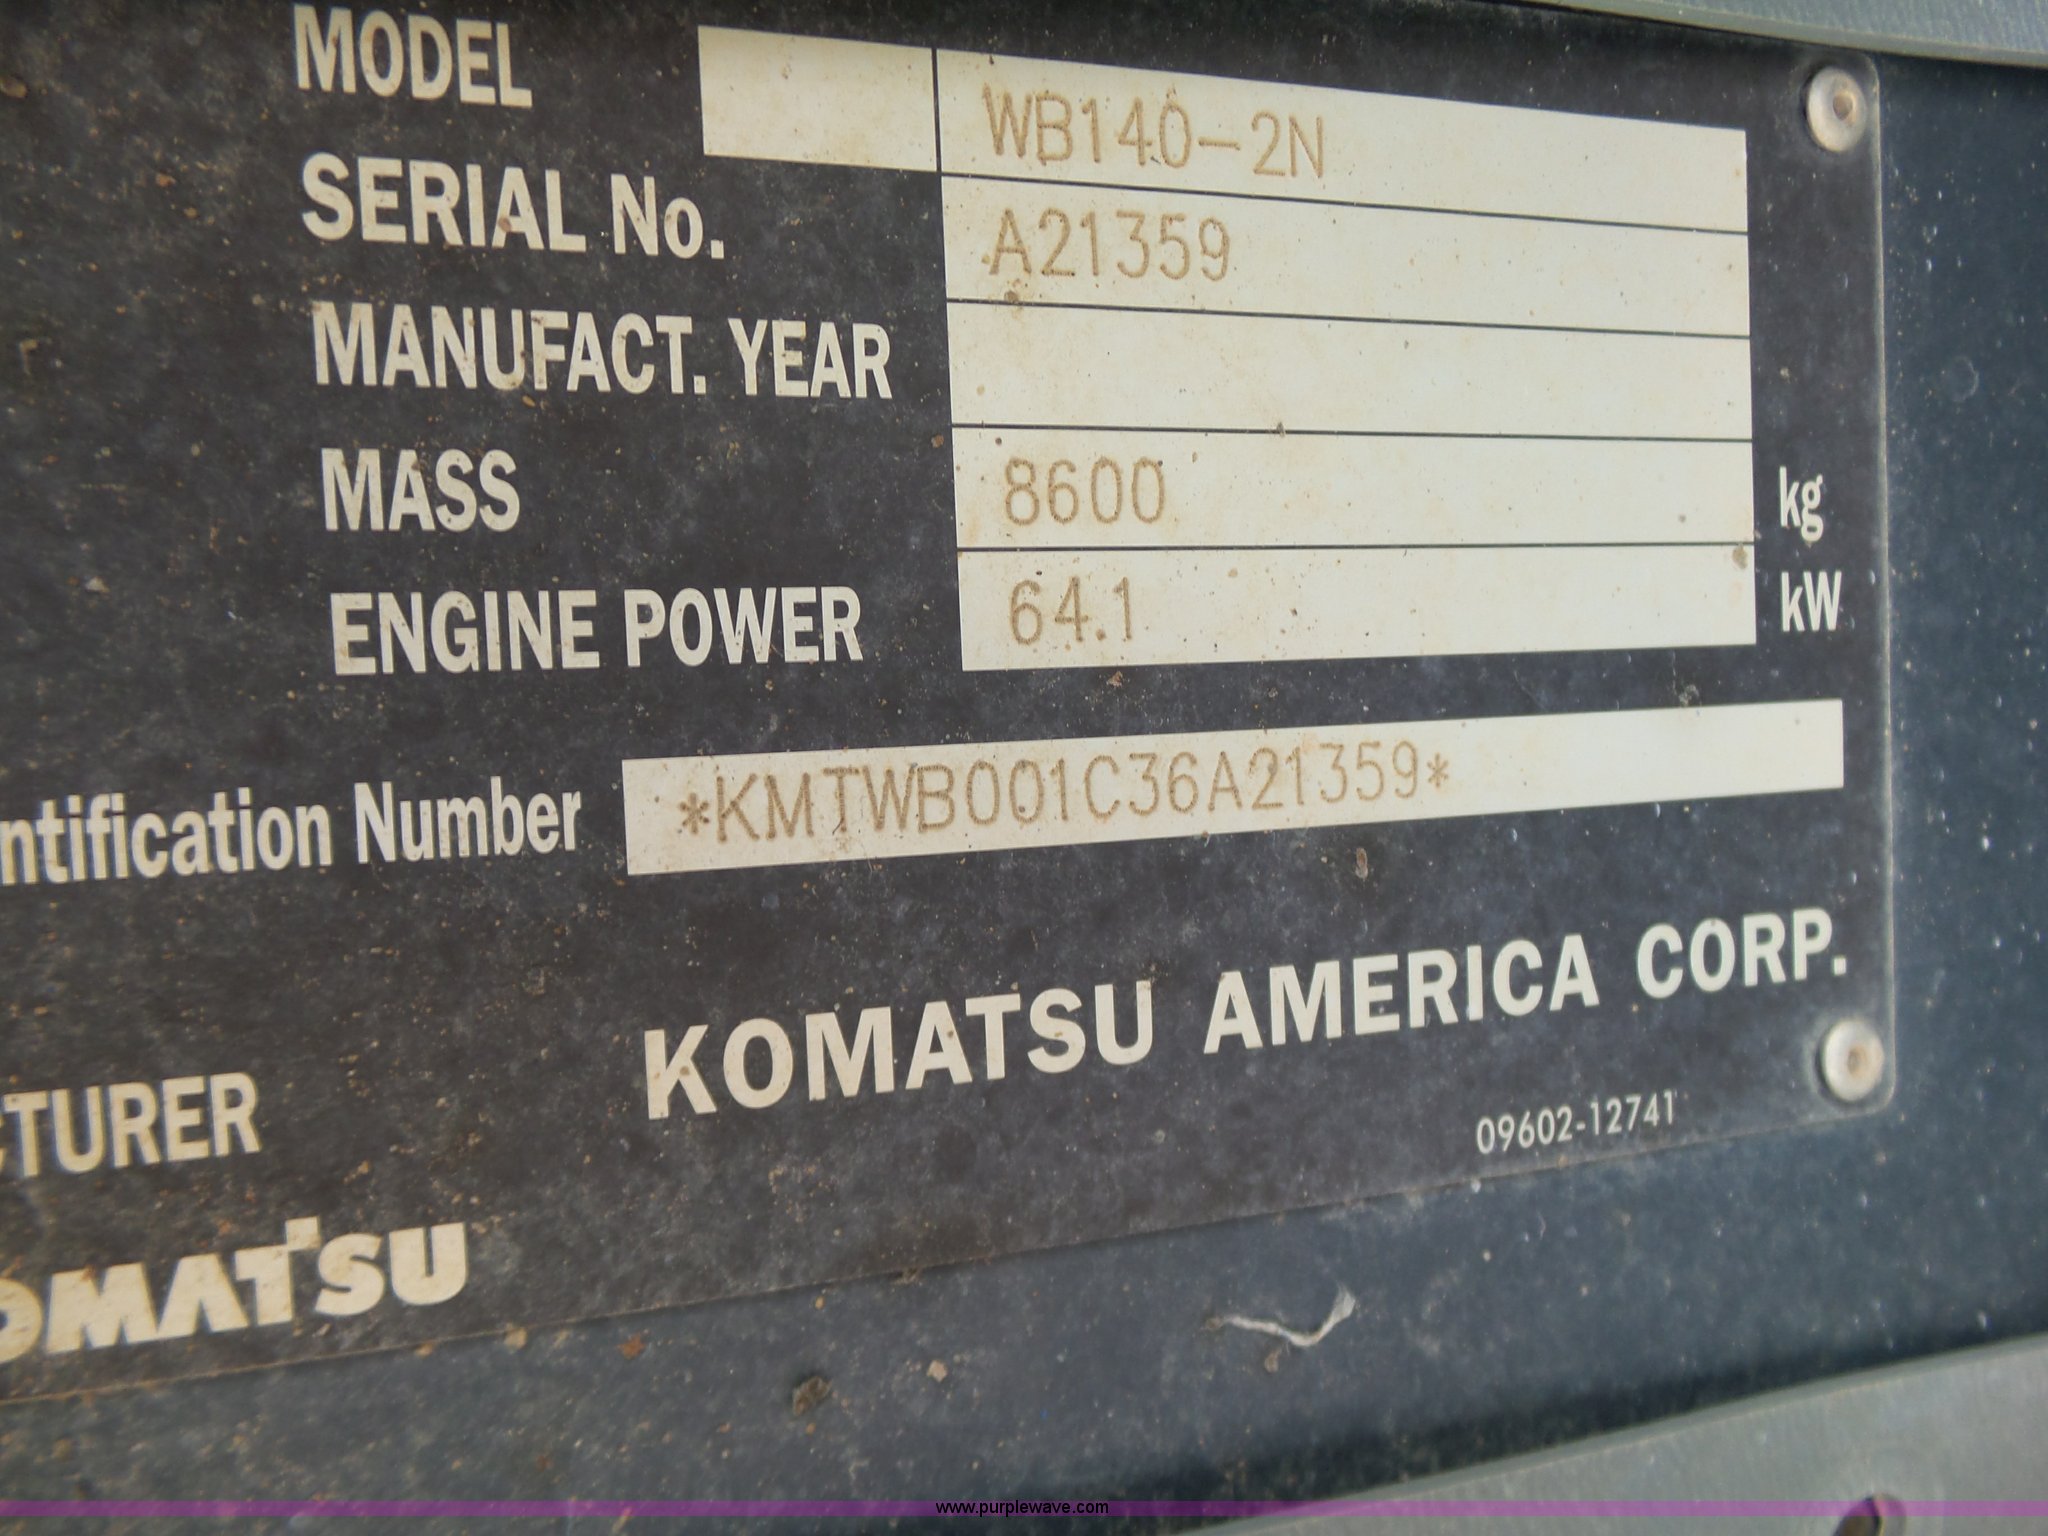 MODEL WB140-2N
SERIAL No. A21359
MANUFACT. YEAR
MASS 8600 kg
ENGINE POWER 64.1 kW
ntification Number *KMTWB001C36A21359*
KOMATSU AMERICA CORP.
CTURER
09602-12741
OMATSU
www.purplewave.com